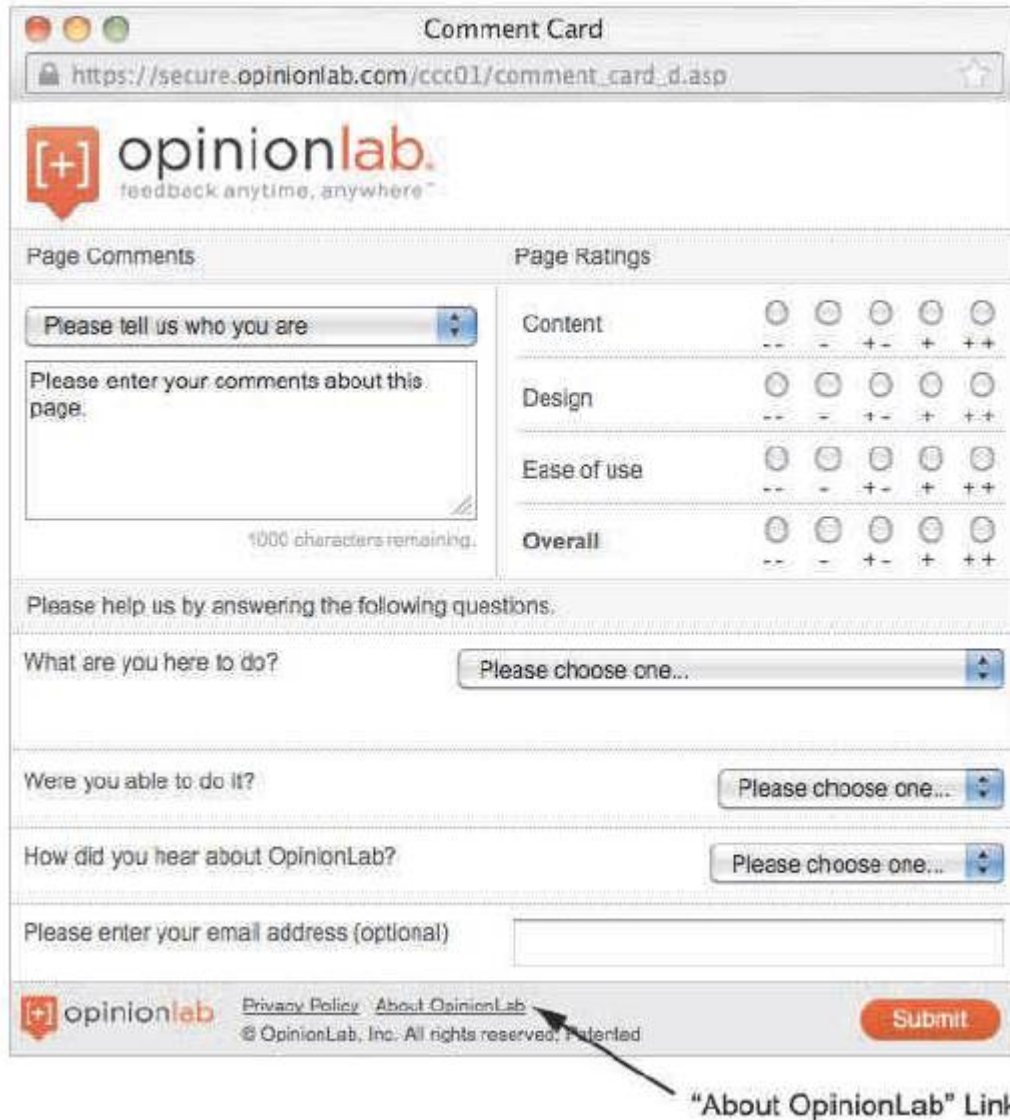 Comment Card
https://secure.opinionlab.com/ccc01/comment_card_d.asp
[+] opinionlab.
feedback anytime, anywhere™
Page Comments
Page Ratings
Please tell us who you are
Please enter your comments about this
page.
1000 characters remaining.
Content
-- - +- + ++
Design
-- - +- + ++
Ease of use
-- - +- + ++
Overall
-- - +- + ++
Please help us by answering the following questions.
What are you here to do? Please choose one...
Were you able to do it? Please choose one...
How did you hear about OpinionLab? Please choose one...
Please enter your email address (optional)
[+] opinionlab
Privacy Policy About OpinionLab
© OpinionLab, Inc. All rights reserved. Patented
Submit
"About OpinionLab" Link